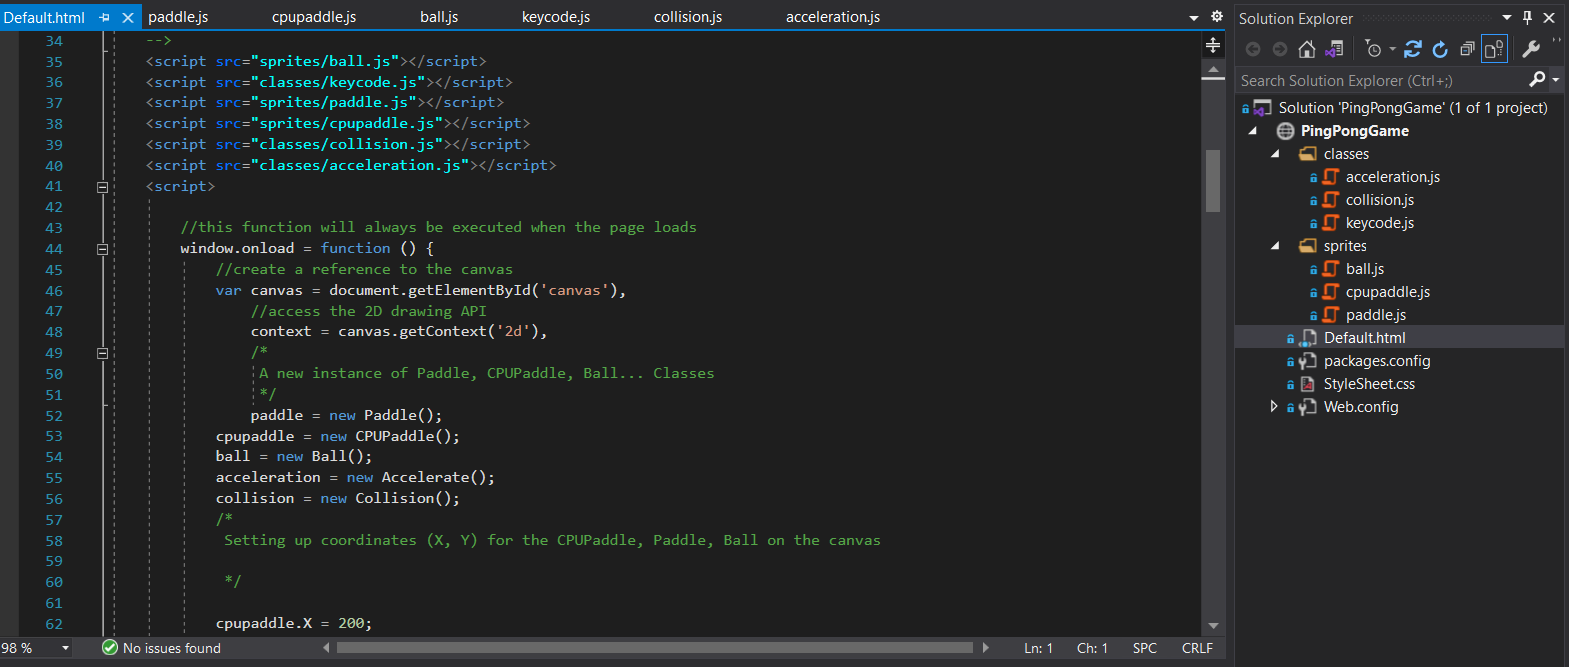 Default.html paddle.js cpupaddle.js ball.js keycode.js collision.js acceleration.js
34 -->
35 <script src="sprites/ball.js"></script>
36 <script src="classes/keycode.js"></script>
37 <script src="sprites/paddle.js"></script>
38 <script src="sprites/cpupaddle.js"></script>
39 <script src="classes/collision.js"></script>
40 <script src="classes/acceleration.js"></script>
41 <script>
42
43 //this function will always be executed when the page loads
44 window.onload = function () {
45 //create a reference to the canvas
46 var canvas = document.getElementById('canvas'),
47 //access the 2D drawing API
48 context = canvas.getContext('2d'),
49 /*
50 A new instance of Paddle, CPUPaddle, Ball... Classes
51 */
52 paddle = new Paddle();
53 cpupaddle = new CPUPaddle();
54 ball = new Ball();
55 acceleration = new Accelerate();
56 collision = new Collision();
57 /*
58 Setting up coordinates (X, Y) for the CPUPaddle, Paddle, Ball on the canvas
59
60 */
61
62 cpupaddle.X = 200;
98 % No issues found Ln: 1 Ch: 1 SPC CRLF
Solution Explorer
Search Solution Explorer (Ctrl+;)
Solution 'PingPongGame' (1 of 1 project)
PingPongGame
classes
acceleration.js
collision.js
keycode.js
sprites
ball.js
cpupaddle.js
paddle.js
Default.html
packages.config
StyleSheet.css
Web.config